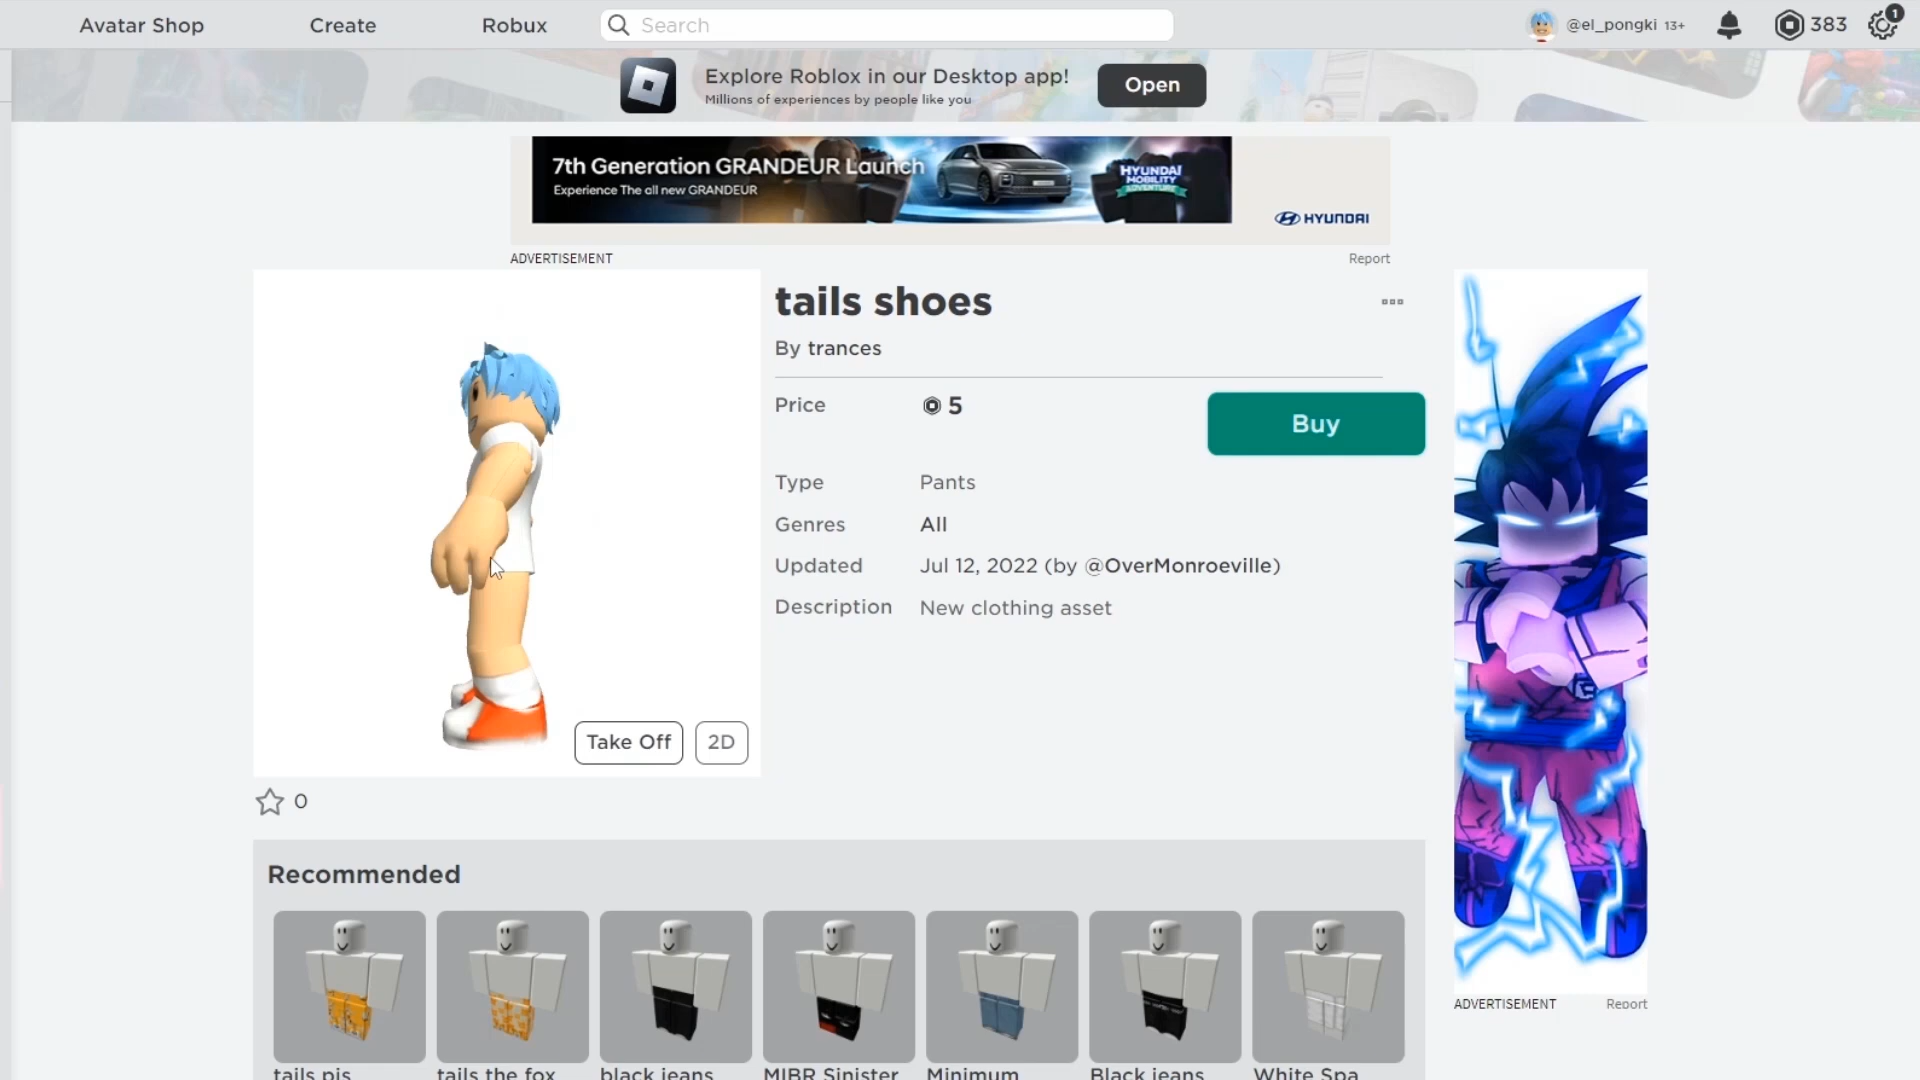 Avatar Shop
Create
Robux
Search
@el_pongki 13+
383
1
Explore Roblox in our Desktop app!
Millions of experiences by people like you
Open
7th Generation GRANDEUR Launch
Experience The all new GRANDEUR
HYUNDAI
MOBILITY
ADVENTURE
HYUNDAI
ADVERTISEMENT
Report
tails shoes
By trances
Price
5
Buy
Type
Pants
Genres
All
Updated
Jul 12, 2022 (by @OverMonroeville)
Description
New clothing asset
Take Off
2D
0
Recommended
tails pjs
tails the fox
black jeans
MIBR Sinister
Minimum
Black jeans
White Spa
ADVERTISEMENT
Report